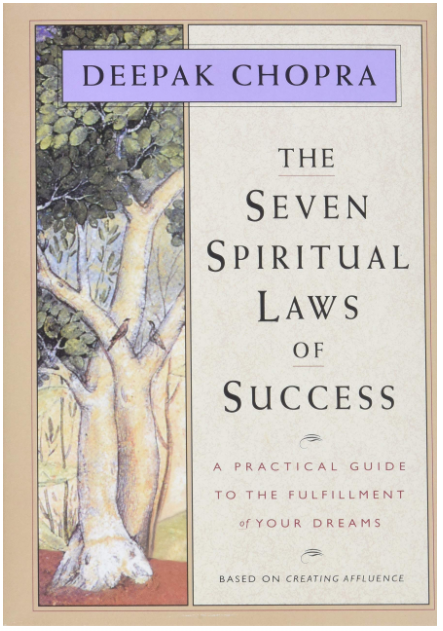 DEEPAK CHOPRA
THE
SEVEN
SPIRITUAL
LAWS
OF
SUCCESS
A PRACTICAL GUIDE
TO THE FULFILLMENT
of YOUR DREAMS
BASED ON CREATING AFFLUENCE